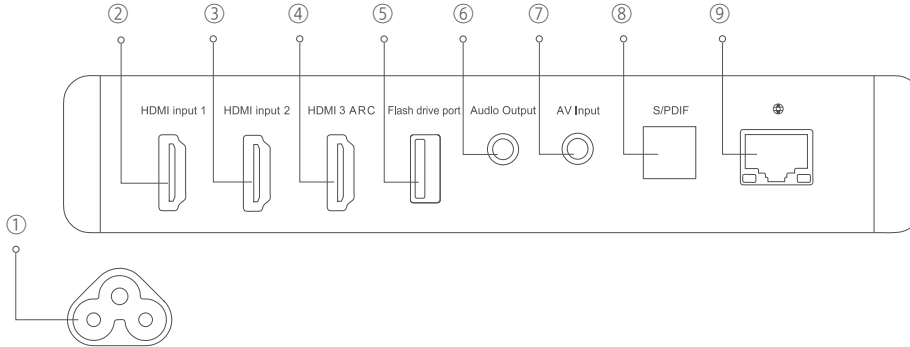 ② ③ ④ ⑤ ⑥ ⑦ ⑧ ⑨
HDMI input 1 HDMI input 2 HDMI 3 ARC Flash drive port Audio Output AV Input S/PDIF
①